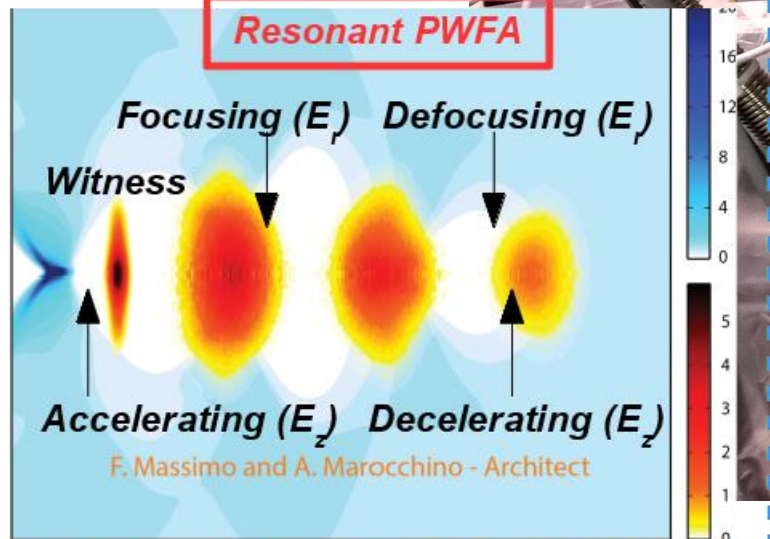 Resonant PWFA
Focusing (E_r) Defocusing (E_r)
Witness
Accelerating (E_z) Decelerating (E_z)
F. Massimo and A. Marocchino - Architect
20
16
12
8
4
0
5
4
3
2
1
0